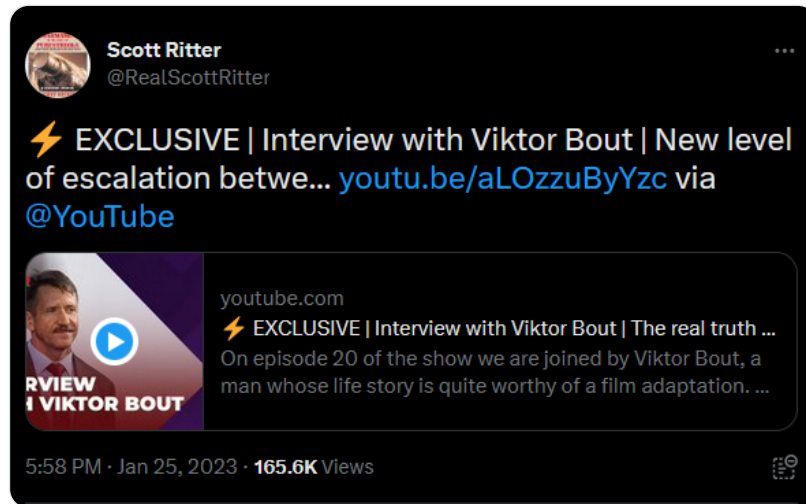 Scott Ritter
@RealScottRitter
⚡ EXCLUSIVE | Interview with Viktor Bout | New level
of escalation betwe... youtu.be/aLOzzuByYzc via
@YouTube
youtube.com
⚡ EXCLUSIVE | Interview with Viktor Bout | The real truth ...
On episode 20 of the show we are joined by Viktor Bout, a
man whose life story is quite worthy of a film adaptation. ...
RVIEW
VIKTOR BOUT
5:58 PM · Jan 25, 2023 · 165.6K Views